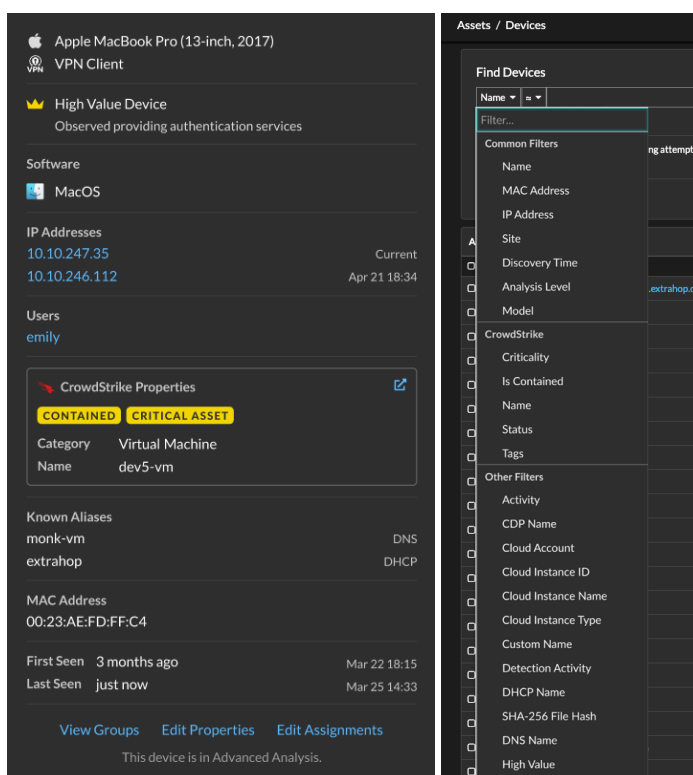 Apple MacBook Pro (13-inch, 2017)
VPN VPN Client
High Value Device
Observed providing authentication services
Software
MacOS
IP Addresses
10.10.247.35 Current
10.10.246.112 Apr 21 18:34
Users
emily
CrowdStrike Properties
CONTAINED CRITICAL ASSET
Category Virtual Machine
Name dev5-vm
Known Aliases
monk-vm DNS
extrahop DHCP
MAC Address
00:23:AE:FD:FF:C4
First Seen 3 months ago Mar 22 18:15
Last Seen just now Mar 25 14:33
View Groups Edit Properties Edit Assignments
This device is in Advanced Analysis.
Assets / Devices
Find Devices
Name ≈
Filter...
Common Filters
ng attempt
Name
MAC Address
IP Address
Site
A
Discovery Time
Analysis Level
.extrahop.c
Model
CrowdStrike
Criticality
Is Contained
Name
Status
Tags
Other Filters
Activity
CDP Name
Cloud Account
Cloud Instance ID
Cloud Instance Name
Cloud Instance Type
Custom Name
Detection Activity
DHCP Name
SHA-256 File Hash
DNS Name
High Value